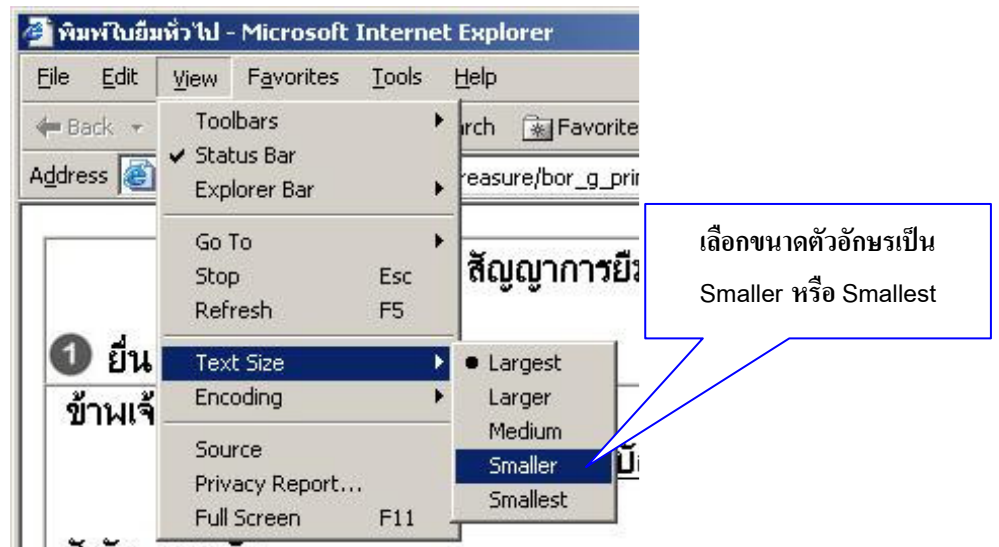 พิมพ์ใบยืมทั่วไป - Microsoft Internet Explorer
File Edit View Favorites Tools Help
Back
Favorite
Address
reasure/bor_g_prin
Toolbars
Status Bar
Explorer Bar
Go To
Stop Esc
Refresh F5
Text Size
Encoding
Source
Privacy Report...
Full Screen F11
Largest
Larger
Medium
Smaller
Smallest
สัญญาการยืม
1 ยื่น
ข้าพเจ้
เลือกขนาดตัวอักษรเป็น
Smaller หรือ Smallest